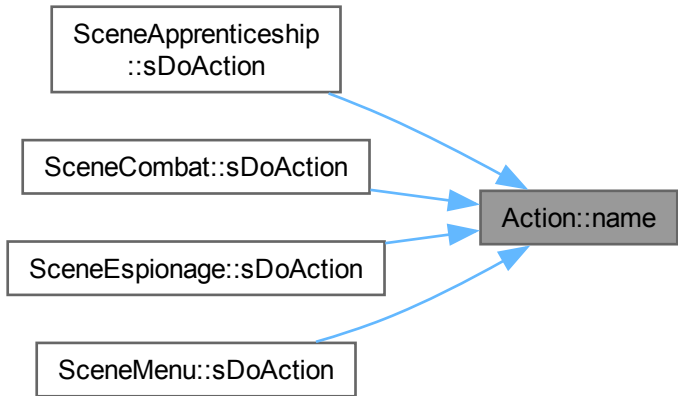 SceneApprenticeship
::sDoAction
SceneCombat::sDoAction
Action::name
SceneEspionage::sDoAction
SceneMenu::sDoAction